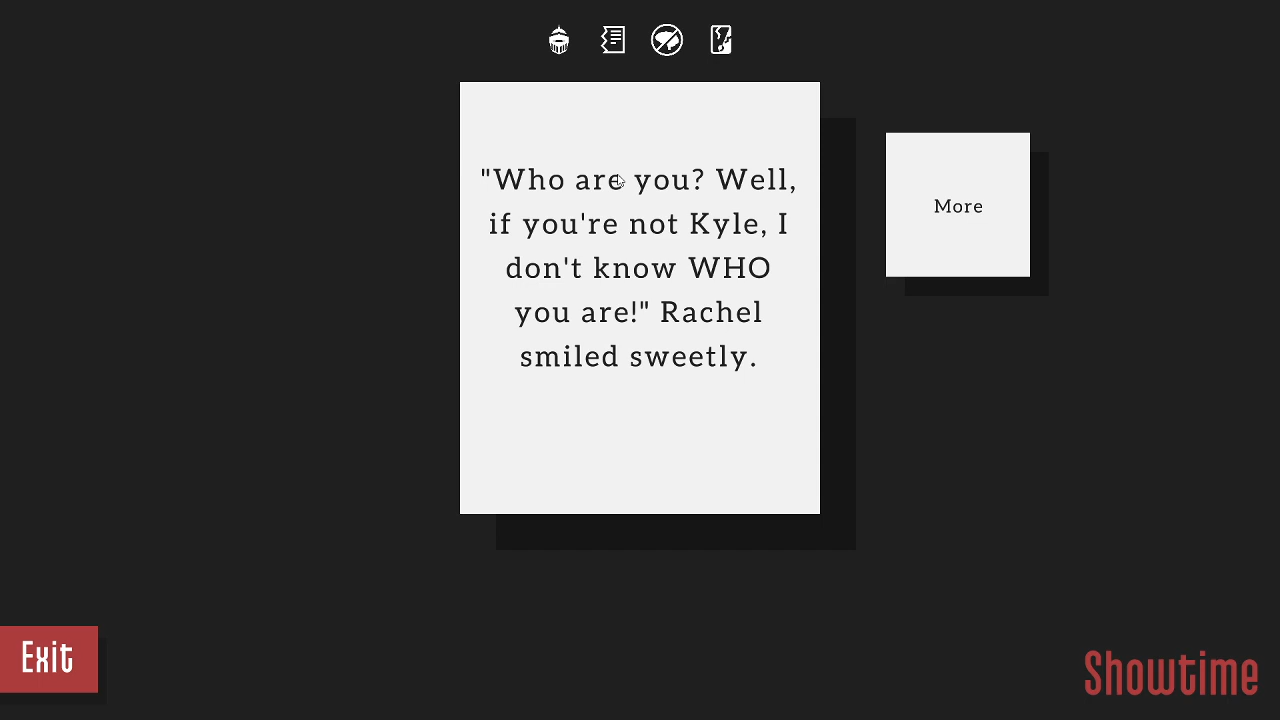 "Who are you? Well,
if you're not Kyle, I
don't know WHO
you are!" Rachel
smiled sweetly.
More
Exit
Showtime